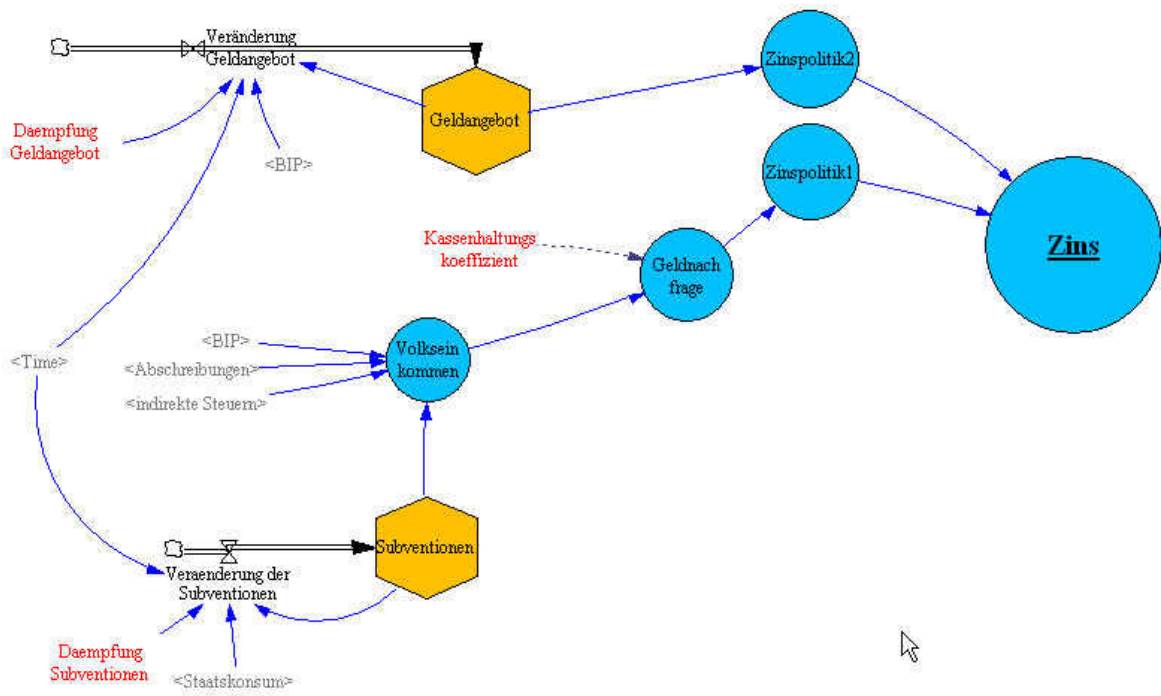 Veränderung
Geldangebot
Zinspolitik2
Daempfung
Geldangebot
Geldangebot
<BIP>
Zinspolitik1
Kassenhaltungs
koeffizient
Geldnach
frage
Zins
<Time>
<BIP>
<Abschreibungen>
<indirekte Steuern>
Volksein
kommen
Subventionen
Veraenderung der
Subventionen
Daempfung
Subventionen
<Staatskonsum>